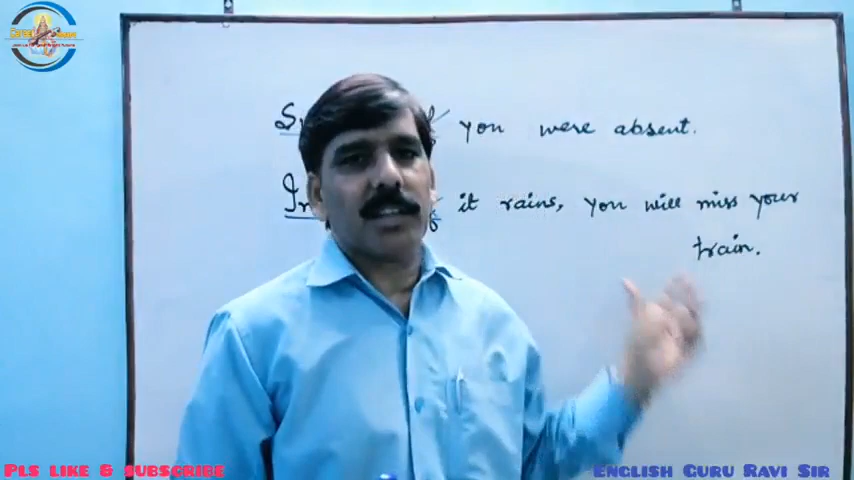 you were absent.
it rains, you will miss your
train.
PLS LIKE & SUBSCRIBE
ENGLISH GURU RAVI SIR